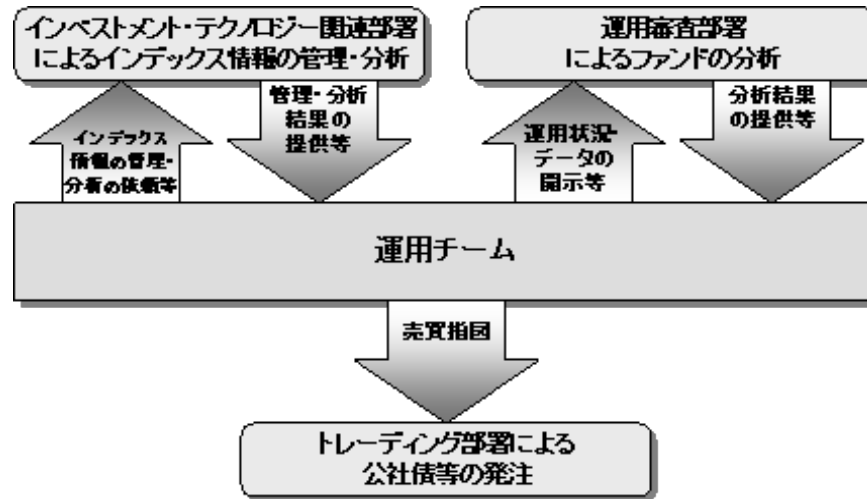 インベストメント・テクノロジー関連部署
によるインデックス情報の管理・分析
運用審査部署
によるファンドの分析
インデックス
情報の管理・
分析の依頼等
管理・分析
結果の
提供等
運用状況・
データの
開示等
分析結果
の提供等
運用チーム
売買指図
トレーディング部署による
公社債等の発注